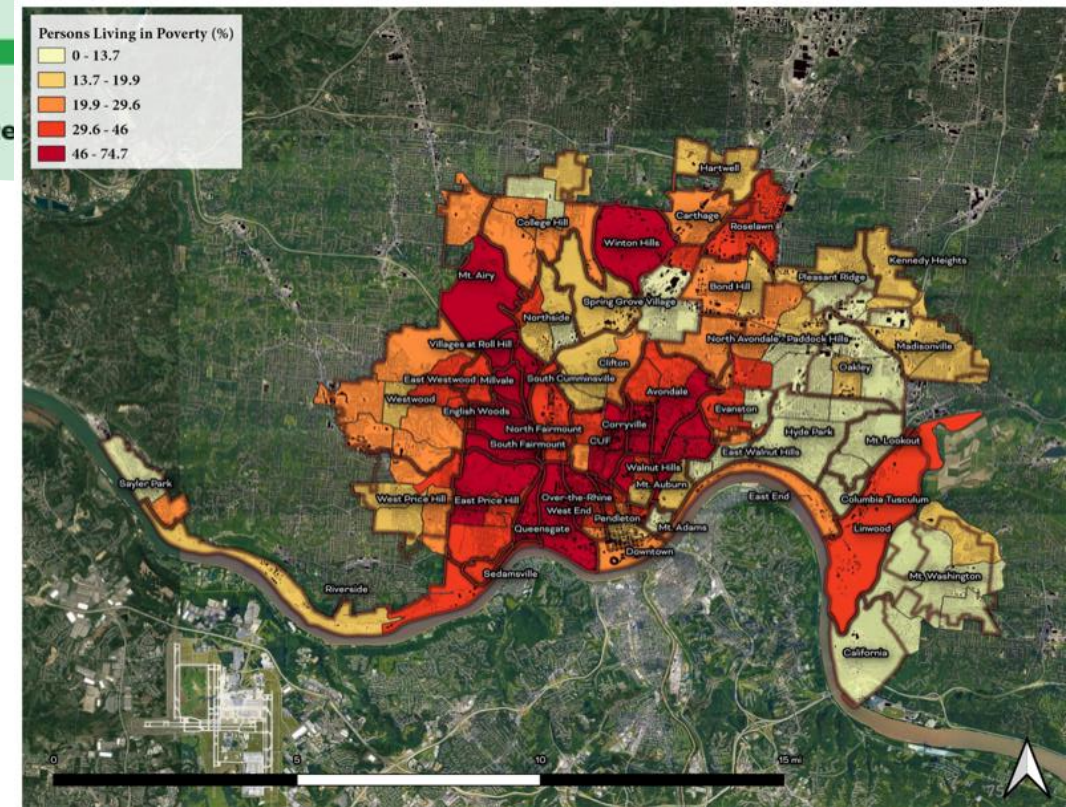 Persons Living in Poverty (%)
0 - 13.7
13.7 - 19.9
19.9 - 29.6
29.6 - 46
46 - 74.7
re
Hartwell
Carthage
College Hill
Roselawn
Winton Hills
Kennedy Heights
Mt. Airy
Pleasant Ridge
Bond Hill
Spring Grove Village
Northside
North Avondale - Paddock Hills
Villages at Roll Hill
Madisonville
Clifton
Oakley
East Westwood
Millvale
South Cumminsville
Avondale
Westwood
English Woods
Evanston
Corryville
North Fairmount
Hyde Park
CUF
Mt. Lookout
South Fairmount
East Walnut Hills
Walnut Hills
Sayler Park
Mt. Auburn
West Price Hill
East Price Hill
Over-the-Rhine
East End
Columbia Tusculum
West End
Pendleton
Queensgate
Mt. Adams
Linwood
Downtown
Sedamsville
Mt. Washington
Riverside
California
0
5
10
15 mi
75